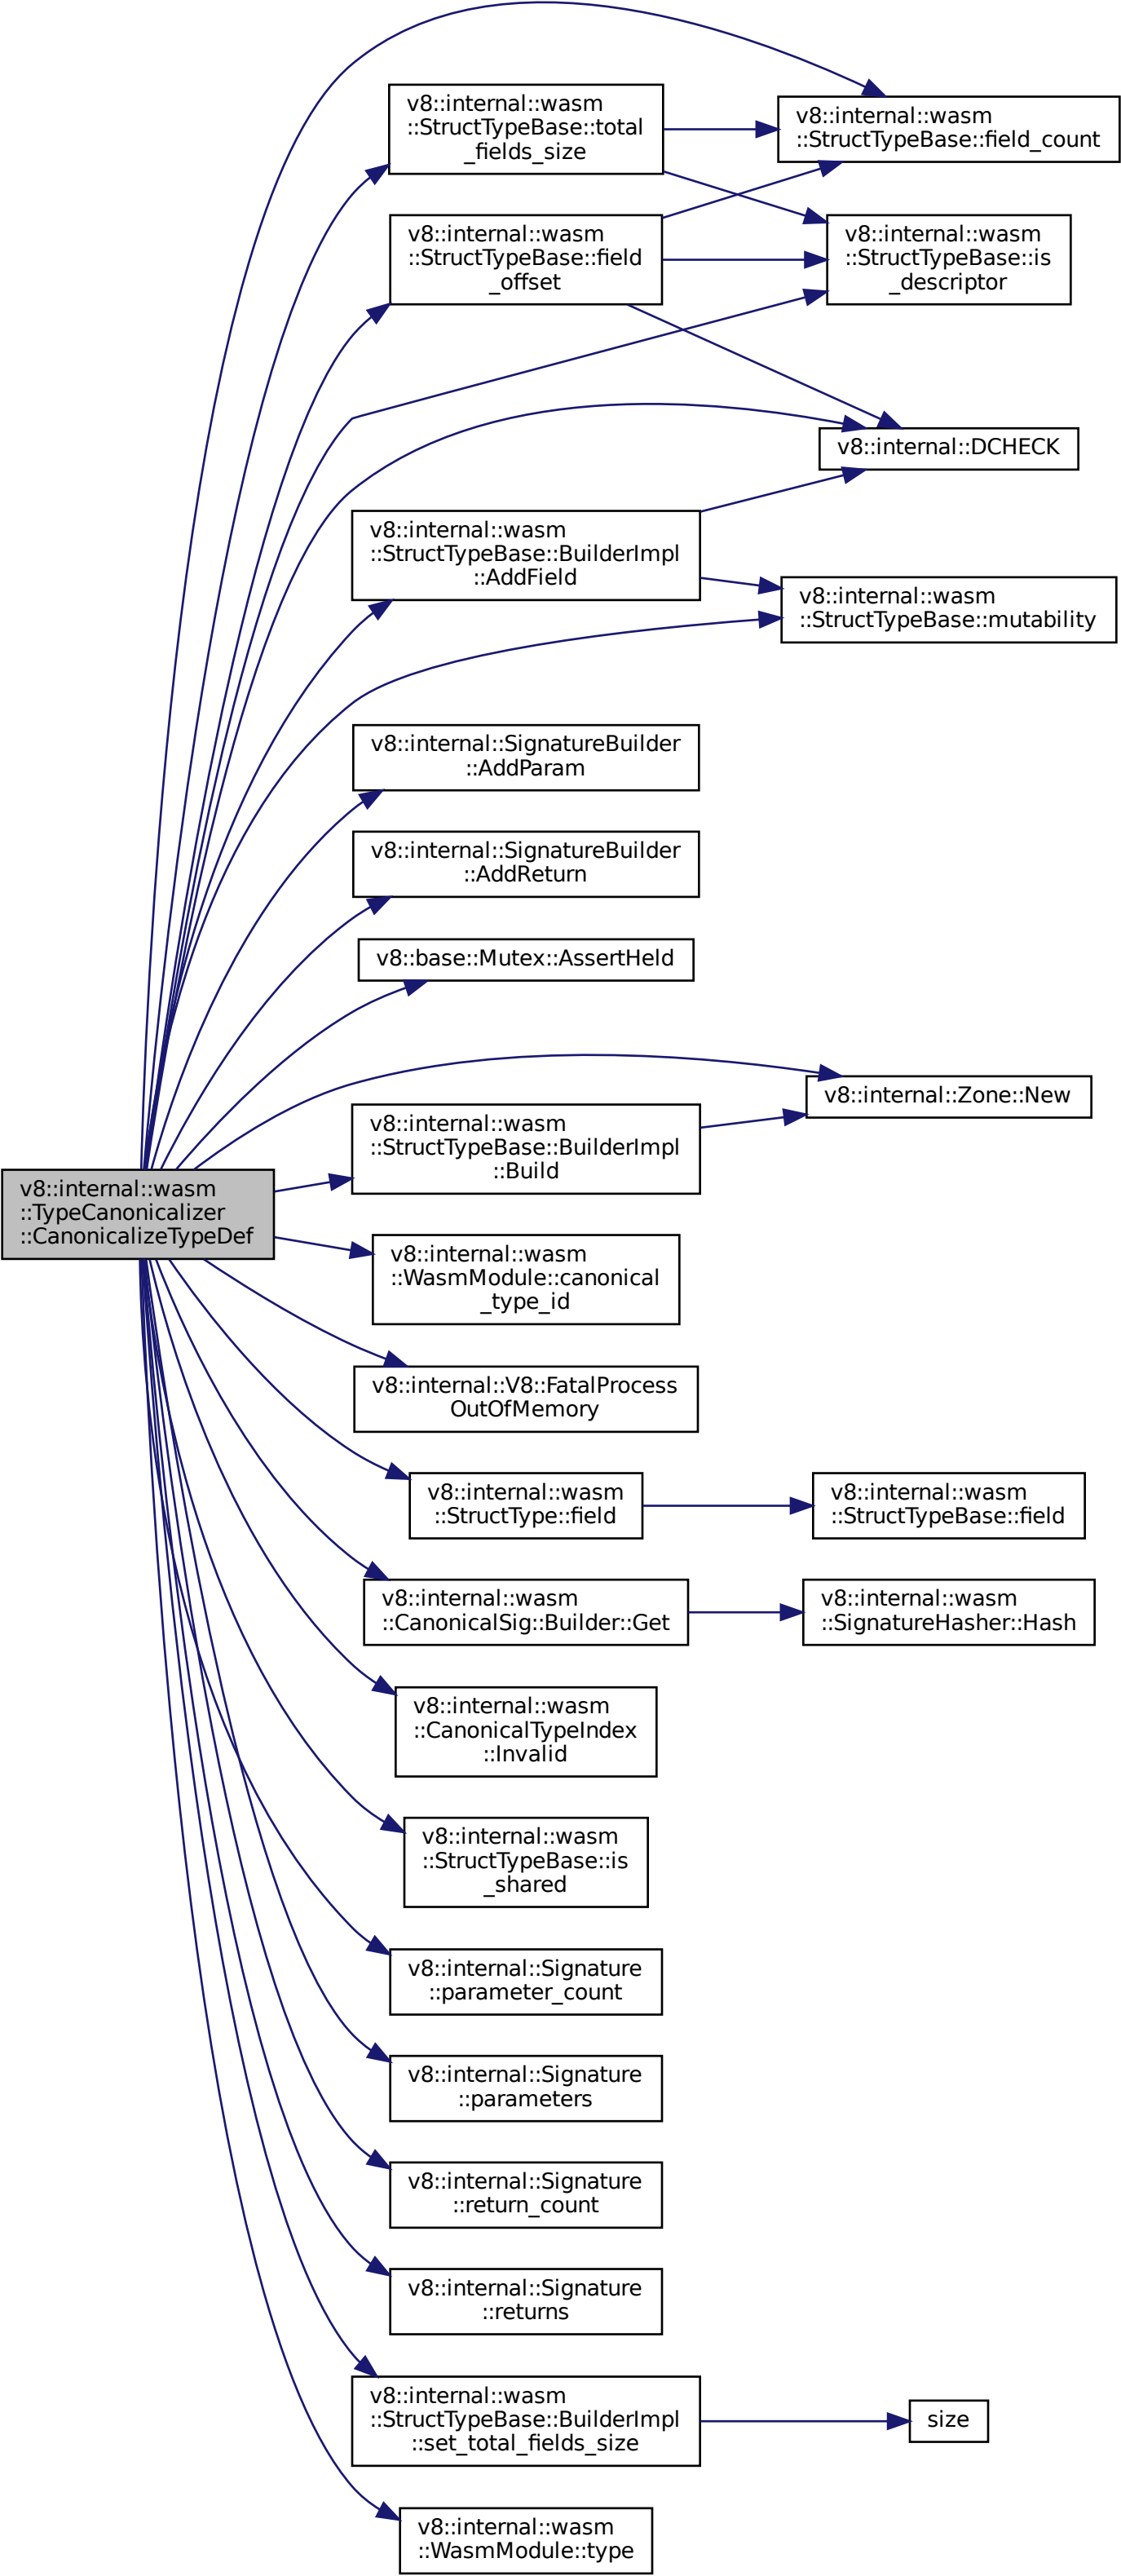 v8::internal::wasm
::StructTypeBase::total
_fields_size
v8::internal::wasm
::StructTypeBase::field_count
v8::internal::wasm
::StructTypeBase::field
_offset
v8::internal::wasm
::StructTypeBase::is
_descriptor
v8::internal::DCHECK
v8::internal::wasm
::StructTypeBase::BuilderImpl
::AddField
v8::internal::wasm
::StructTypeBase::mutability
v8::internal::SignatureBuilder
::AddParam
v8::internal::SignatureBuilder
::AddReturn
v8::base::Mutex::AssertHeld
v8::internal::Zone::New
v8::internal::wasm
::StructTypeBase::BuilderImpl
::Build
v8::internal::wasm
::TypeCanonicalizer
::CanonicalizeTypeDef
v8::internal::wasm
::WasmModule::canonical
_type_id
v8::internal::V8::FatalProcess
OutOfMemory
v8::internal::wasm
::StructType::field
v8::internal::wasm
::StructTypeBase::field
v8::internal::wasm
::CanonicalSig::Builder::Get
v8::internal::wasm
::SignatureHasher::Hash
v8::internal::wasm
::CanonicalTypeIndex
::Invalid
v8::internal::wasm
::StructTypeBase::is
_shared
v8::internal::Signature
::parameter_count
v8::internal::Signature
::parameters
v8::internal::Signature
::return_count
v8::internal::Signature
::returns
v8::internal::wasm
::StructTypeBase::BuilderImpl
::set_total_fields_size
size
v8::internal::wasm
::WasmModule::type